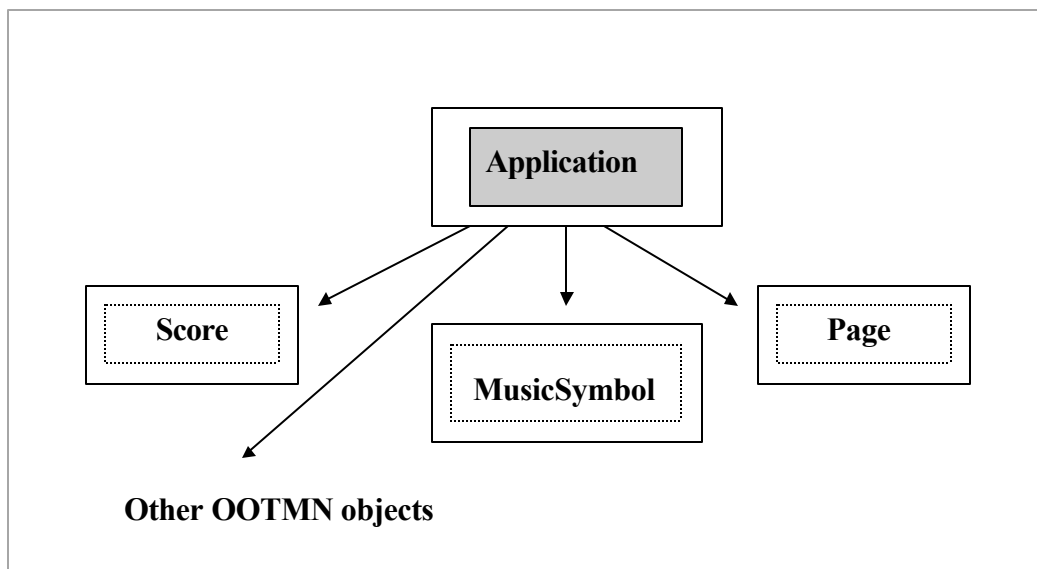 Application
Score
MusicSymbol
Page
Other OOTMN objects